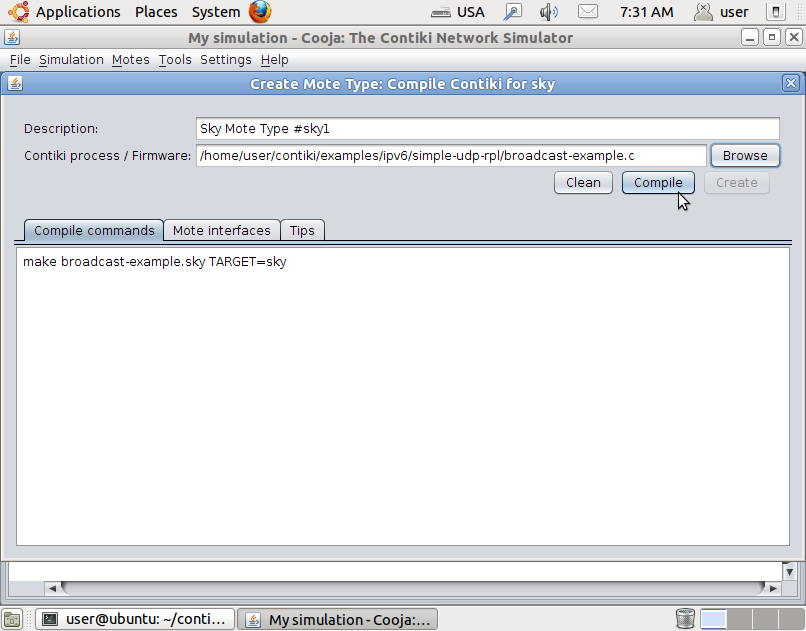 Applications Places System USA 7:31 AM user
My simulation - Cooja: The Contiki Network Simulator
File Simulation Motes Tools Settings Help
Create Mote Type: Compile Contiki for sky
Description: Sky Mote Type #sky1
Contiki process / Firmware: /home/user/contiki/examples/ipv6/simple-udp-rpl/broadcast-example.c Browse
Clean Compile Create
Compile commands Mote interfaces Tips
make broadcast-example.sky TARGET=sky
user@ubuntu: ~/conti... My simulation - Cooja:...